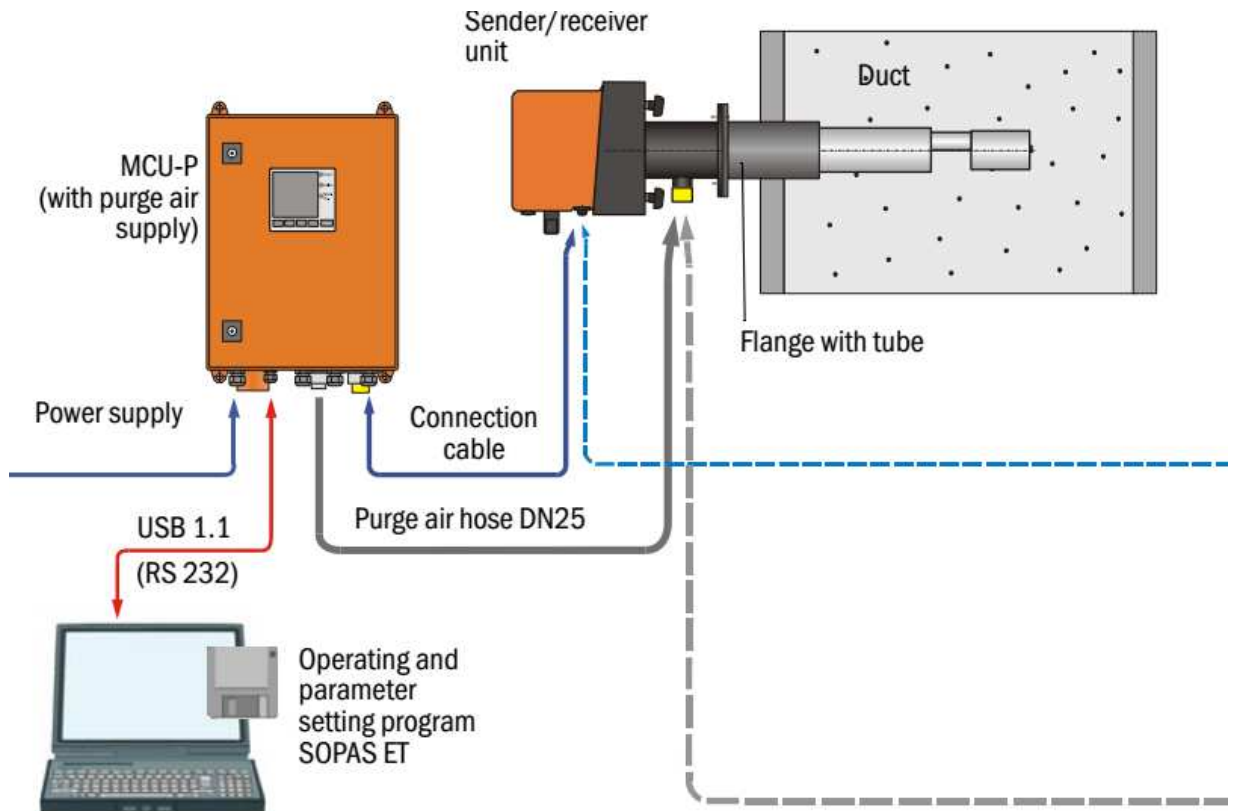 Sender/receiver
unit
Duct
MCU-P
(with purge air
supply)
Flange with tube
Power supply
Connection
cable
Purge air hose DN25
USB 1.1
(RS 232)
Operating and
parameter
setting program
SOPAS ET